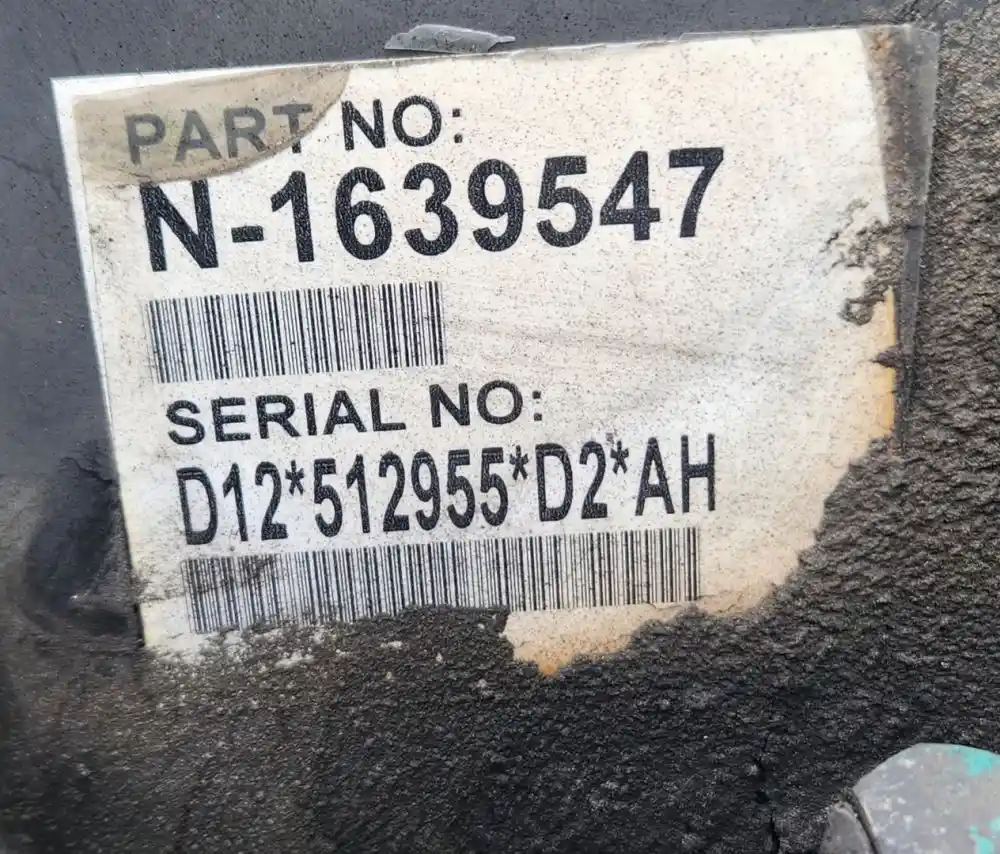 PART NO:
N-1639547
SERIAL NO:
D12*512955*D2*AH